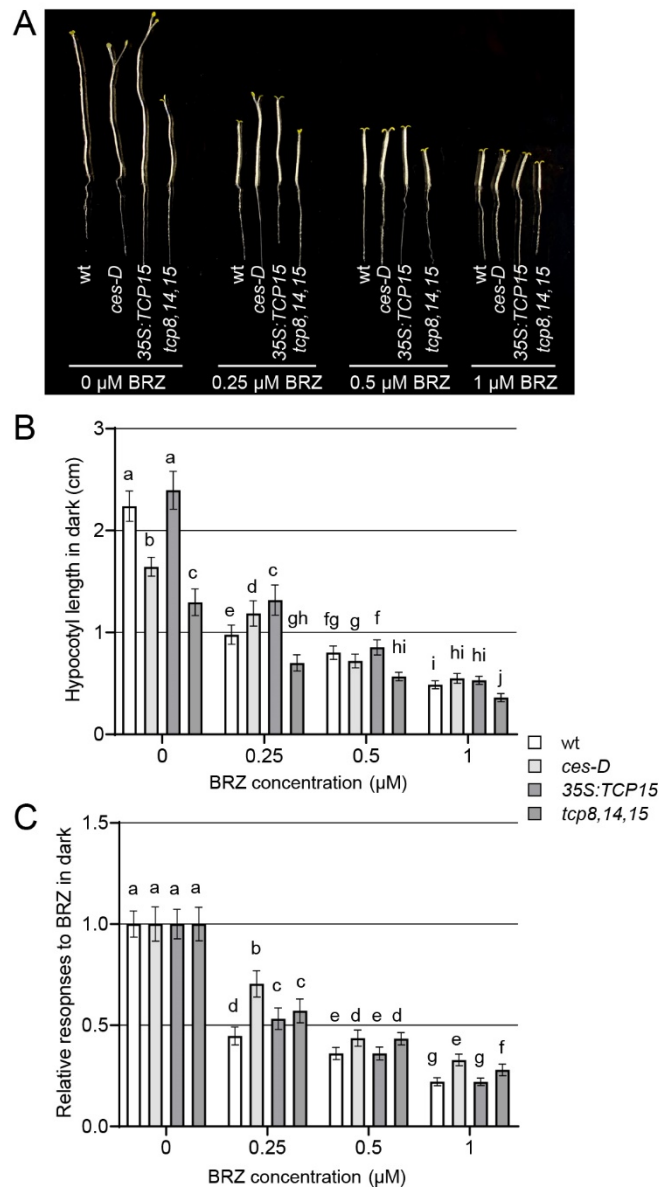 A
wt
ces-D
35S:TCP15
tcp8,14,15
wt
ces-D
35S:TCP15
tcp8,14,15
wt
ces-D
35S:TCP15
tcp8,14,15
wt
ces-D
35S:TCP15
tcp8,14,15
0 µM BRZ
0.25 µM BRZ
0.5 µM BRZ
1 µM BRZ
B
Hypocotyl length in dark (cm)
3
2
1
0
a
b
a
c
e
d
c
gh
fg
g
f
hi
i
hi
hi
j
0
0.25
0.5
1
BRZ concentration (µM)
wt
ces-D
35S:TCP15
tcp8,14,15
C
Relative resopnses to BRZ in dark
1.5
1.0
0.5
0.0
a
a
a
a
d
b
c
c
e
d
e
d
g
e
g
f
0
0.25
0.5
1
BRZ concentration (µM)